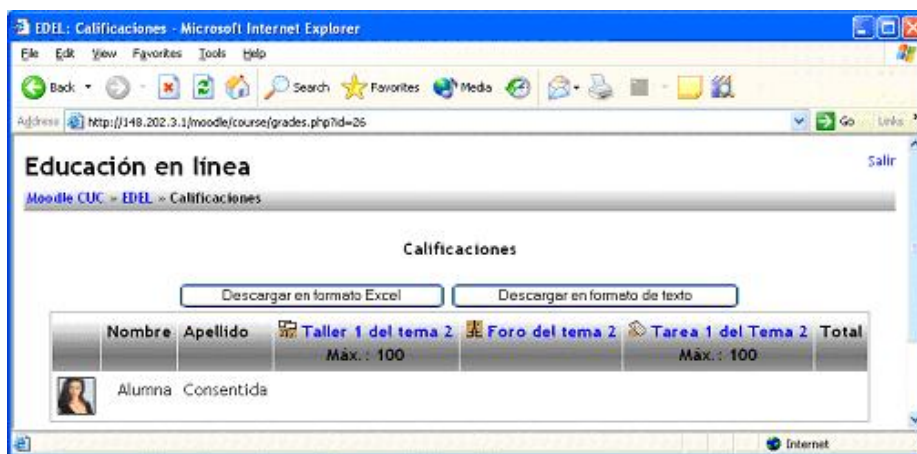 EDEL: Calificaciones - Microsoft Internet Explorer
File Edit View Favorites Tools Help
Back Search Favorites Media
Address http://148.202.3.1/moodle/course/grades.php?id=26 Go Links
Educación en línea Salir
Moodle CUC » EDEL » Calificaciones
Calificaciones
Descargar en formato Excel Descargar en formato de texto
Nombre Apellido Taller 1 del tema 2 Foro del tema 2 Tarea 1 del Tema 2 Total
Máx. : 100 Máx. : 100
Alumna Consentida
Internet